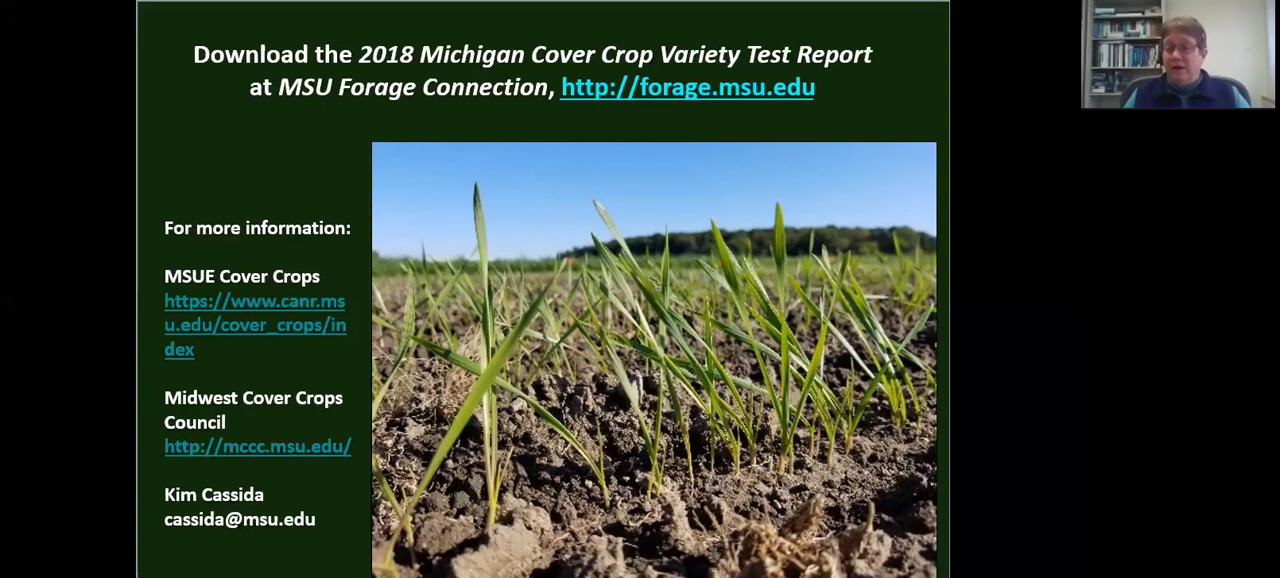 Download the 2018 Michigan Cover Crop Variety Test Report
at MSU Forage Connection, http://forage.msu.edu
For more information:
MSUE Cover Crops
https://www.canr.ms
u.edu/cover_crops/in
dex
Midwest Cover Crops
Council
http://mccc.msu.edu/
Kim Cassida
cassida@msu.edu